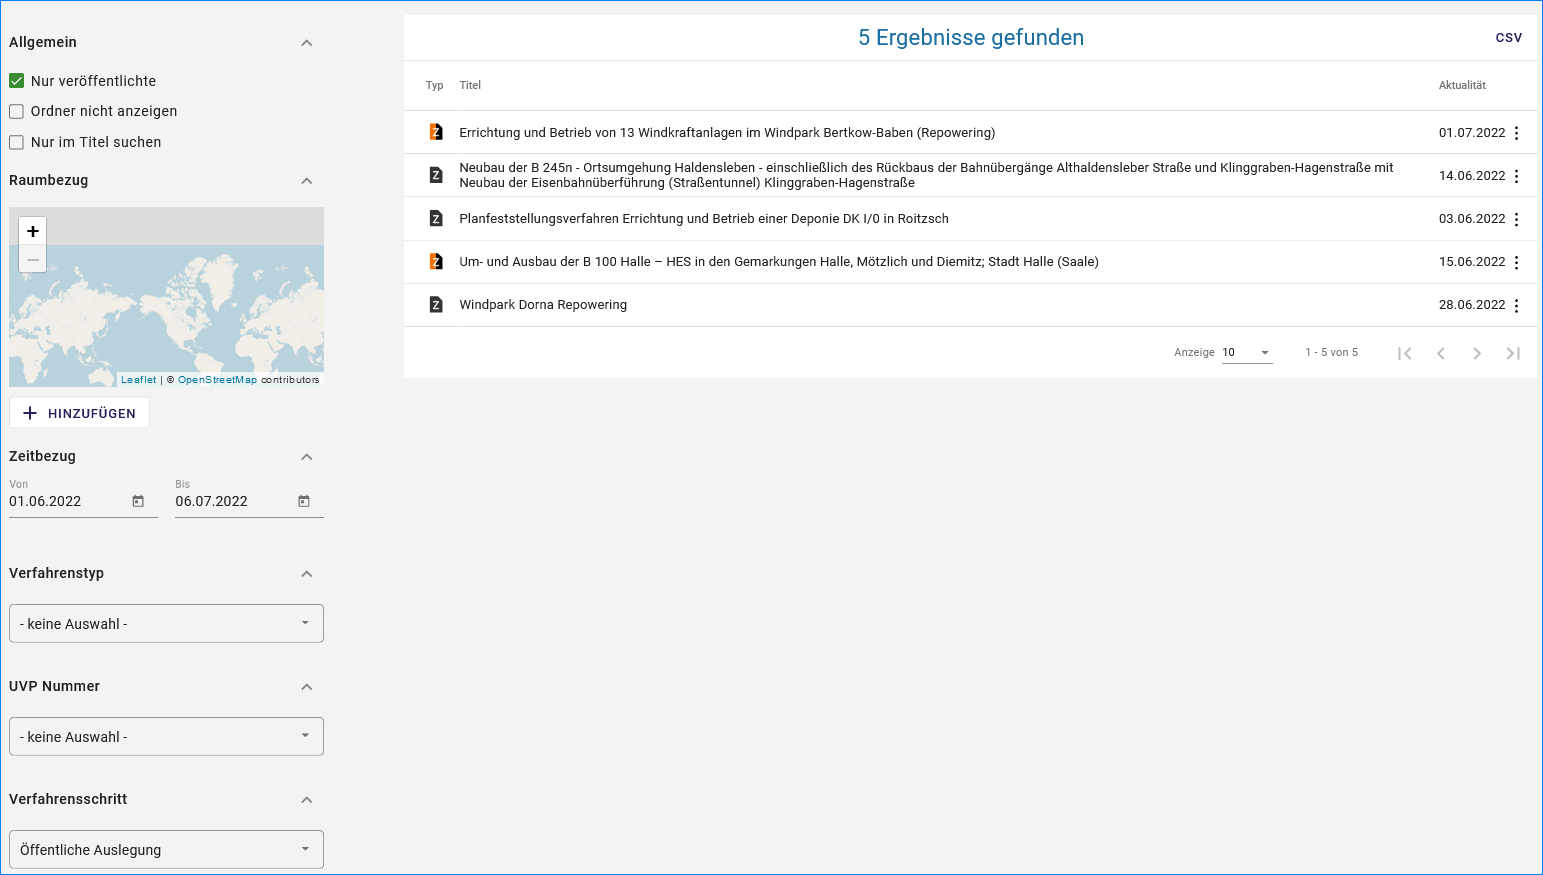 Allgemein
Nur veröffentlichte
Ordner nicht anzeigen
Nur im Titel suchen
Raumbezug
+
−
Leaflet | © OpenStreetMap contributors
+ HINZUFÜGEN
Zeitbezug
Von Bis
01.06.2022 06.07.2022
Verfahrenstyp
- keine Auswahl -
UVP Nummer
- keine Auswahl -
Verfahrensschritt
Öffentliche Auslegung
5 Ergebnisse gefunden CSV
Typ Titel Aktualität
Z Errichtung und Betrieb von 13 Windkraftanlagen im Windpark Bertkow-Baben (Repowering) 01.07.2022
Z Neubau der B 245n - Ortsumgehung Haldensleben - einschließlich des Rückbaus der Bahnübergänge Althaldensleber Straße und Klinggraben-Hagenstraße mit 14.06.2022
Neubau der Eisenbahnüberführung (Straßentunnel) Klinggraben-Hagenstraße
Z Planfeststellungsverfahren Errichtung und Betrieb einer Deponie DK I/0 in Roitzsch 03.06.2022
Z Um- und Ausbau der B 100 Halle – HES in den Gemarkungen Halle, Mötzlich und Diemitz; Stadt Halle (Saale) 15.06.2022
Z Windpark Dorna Repowering 28.06.2022
Anzeige 10 1 - 5 von 5